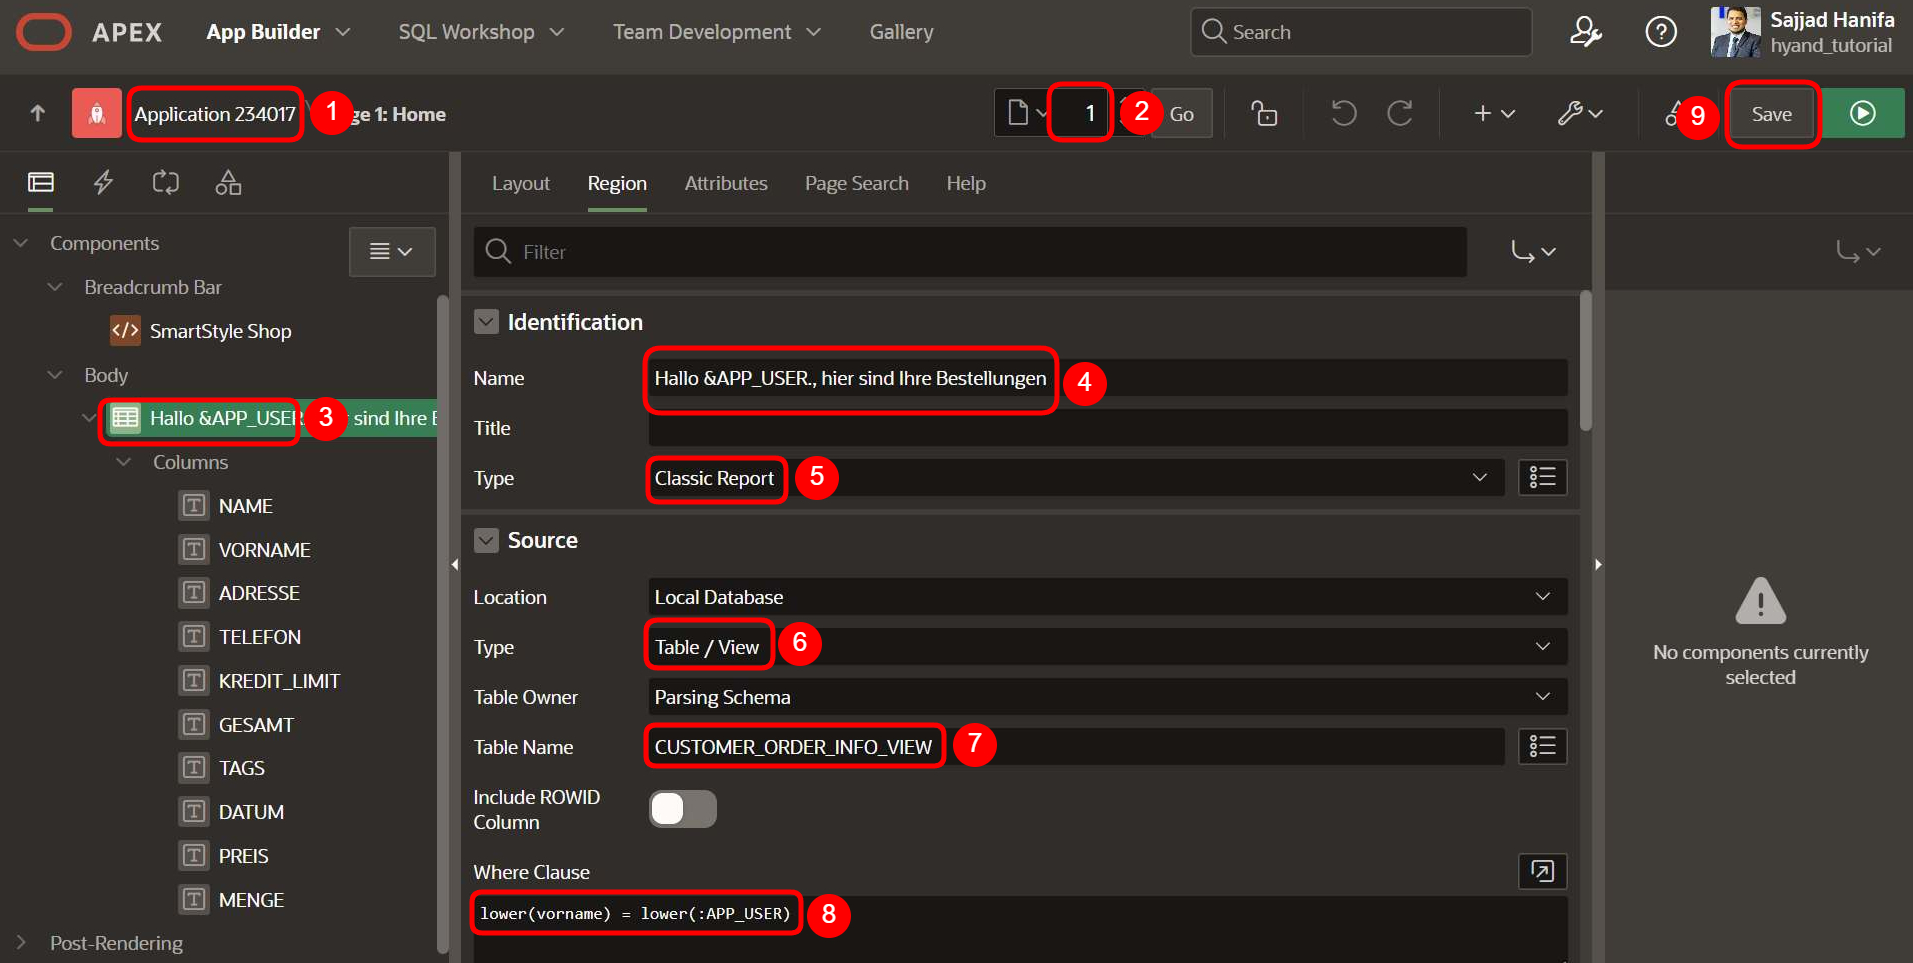 APEX App Builder SQL Workshop Team Development Gallery Search Sajjad Hanifa
hyand_tutorial
Application 234017 1 ge 1: Home 1 2 Go 9 Save
Layout Region Attributes Page Search Help
Components
Breadcrumb Bar
SmartStyle Shop
Body
Hallo &APP_USER 3 sind Ihre B
Columns
NAME
VORNAME
ADRESSE
TELEFON
KREDIT_LIMIT
GESAMT
TAGS
DATUM
PREIS
MENGE
Post-Rendering
Filter
Identification
Name Hallo &APP_USER., hier sind Ihre Bestellungen 4
Title
Type Classic Report 5
Source
Location Local Database
Type Table / View 6
Table Owner Parsing Schema
Table Name CUSTOMER_ORDER_INFO_VIEW 7
Include ROWID
Column
Where Clause
lower(vorname) = lower(:APP_USER) 8
No components currently
selected